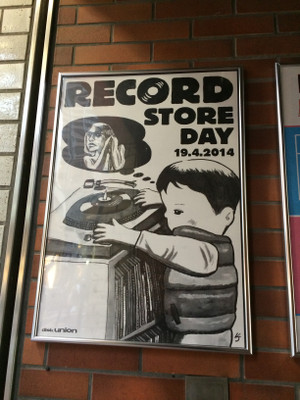 RECORD
STORE
DAY
19.4.2014
disk union